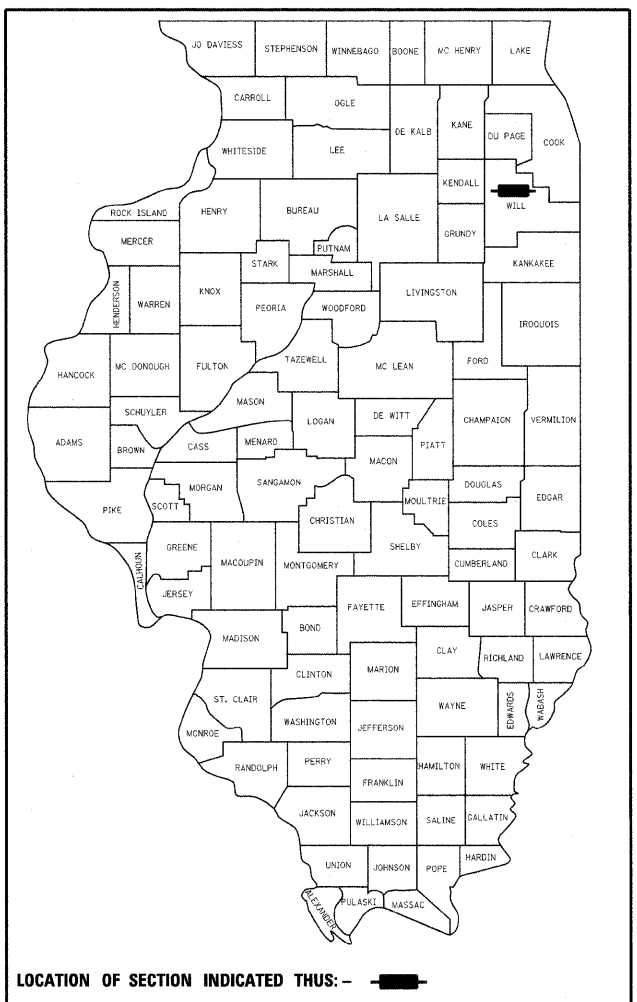 JO DAVIESS STEPHENSON WINNEBAGO BOONE MC HENRY LAKE
CARROLL OGLE DE KALB KANE DU PAGE COOK
WHITESIDE LEE KENDALL WILL
ROCK ISLAND HENRY BUREAU LA SALLE GRUNDY
MERCER PUTNAM KANKAKEE
STARK MARSHALL
HENDERSON WARREN KNOX PEORIA WOODFORD LIVINGSTON IROQUOIS
HANCOCK MC DONOUGH FULTON TAZEWELL MC LEAN FORD
MASON
SCHUYLER LOGAN DE WITT CHAMPAIGN VERMILION
ADAMS BROWN CASS MENARD MACON PIATT
MORGAN SANGAMON DOUGLAS EDGAR
PIKE SCOTT CHRISTIAN MOULTRIE COLES
GREENE MACOUPIN MONTGOMERY SHELBY CUMBERLAND CLARK
CALHOUN JERSEY FAYETTE EFFINGHAM JASPER CRAWFORD
MADISON BOND
CLAY RICHLAND LAWRENCE
CLINTON MARION
ST. CLAIR WAYNE EDWARDS WABASH
WASHINGTON JEFFERSON
MONROE
RANDOLPH PERRY HAMILTON WHITE
FRANKLIN
JACKSON WILLIAMSON SALINE GALLATIN
UNION JOHNSON POPE HARDIN
ALEXANDER PULASKI MASSAC
LOCATION OF SECTION INDICATED THUS: -